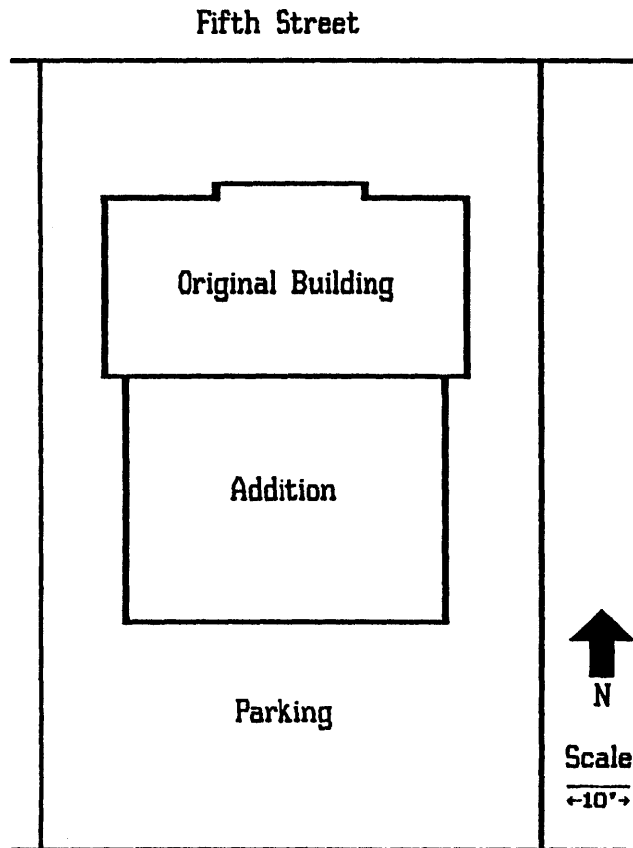 Fifth Street
Original Building
Addition
Parking
N
Scale
←10'→